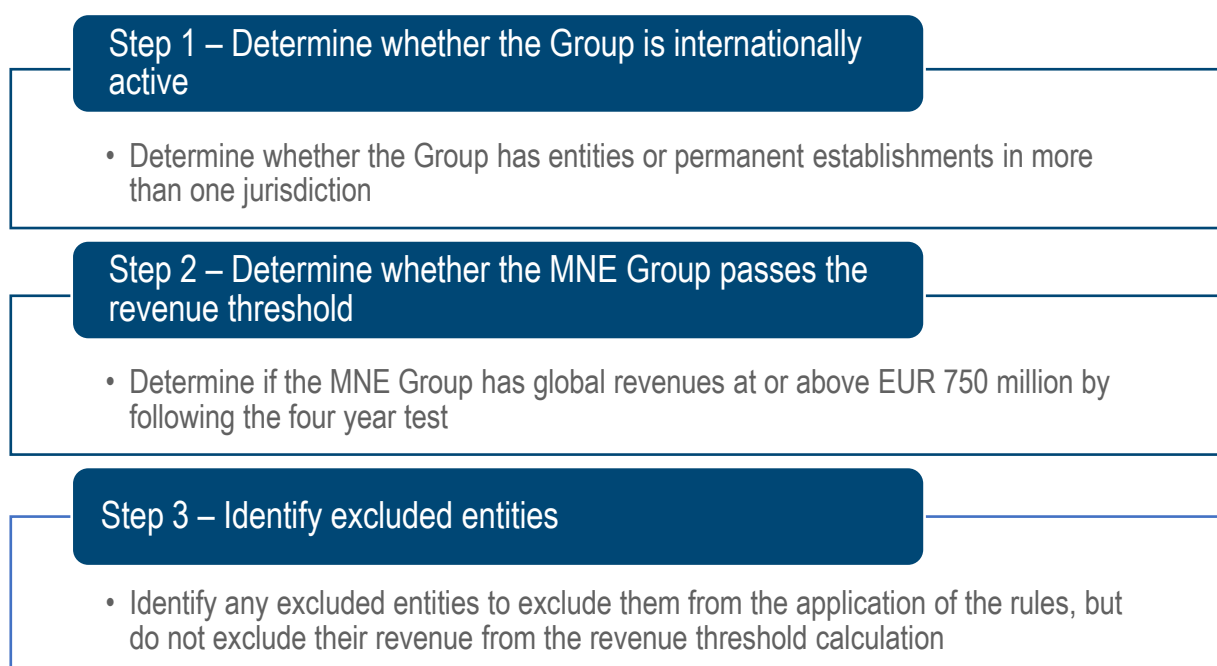 Step 1 – Determine whether the Group is internationally
active
• Determine whether the Group has entities or permanent establishments in more
than one jurisdiction
Step 2 – Determine whether the MNE Group passes the
revenue threshold
• Determine if the MNE Group has global revenues at or above EUR 750 million by
following the four year test
Step 3 – Identify excluded entities
• Identify any excluded entities to exclude them from the application of the rules, but
do not exclude their revenue from the revenue threshold calculation